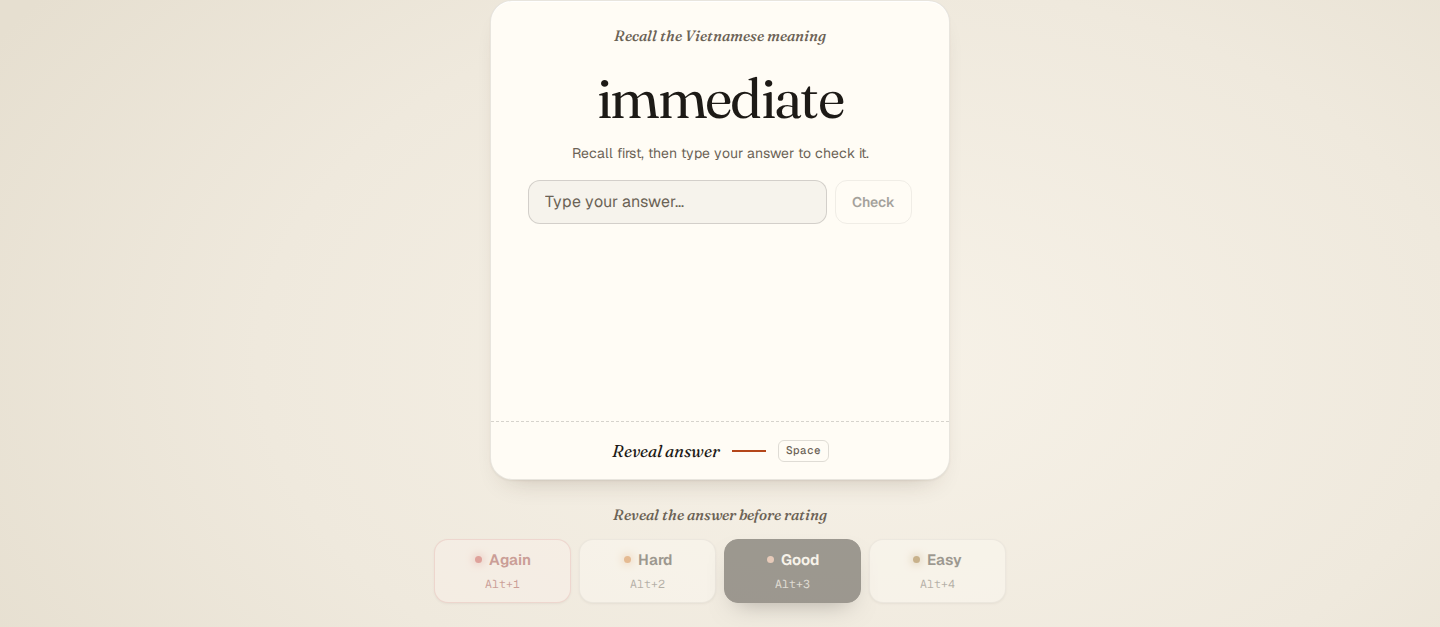 Recall the Vietnamese meaning
immediate
Recall first, then type your answer to check it.
Type your answer... Check
Reveal answer Space
Reveal the answer before rating
Again Hard Good Easy
Alt+1 Alt+2 Alt+3 Alt+4